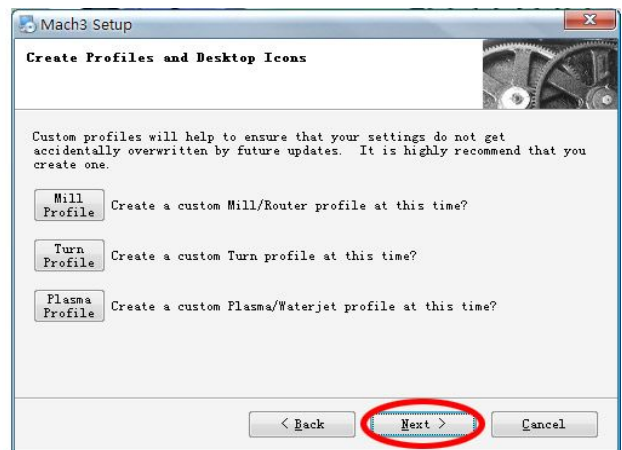 Mach3 Setup
Create Profiles and Desktop Icons
Custom profiles will help to ensure that your settings do not get
accidentally overwritten by future updates.  It is highly recommend that you
create one.
Mill
Profile
Create a custom Mill/Router profile at this time?
Turn
Profile
Create a custom Turn profile at this time?
Plasma
Profile
Create a custom Plasma/Waterjet profile at this time?
< Back
Next >
Cancel